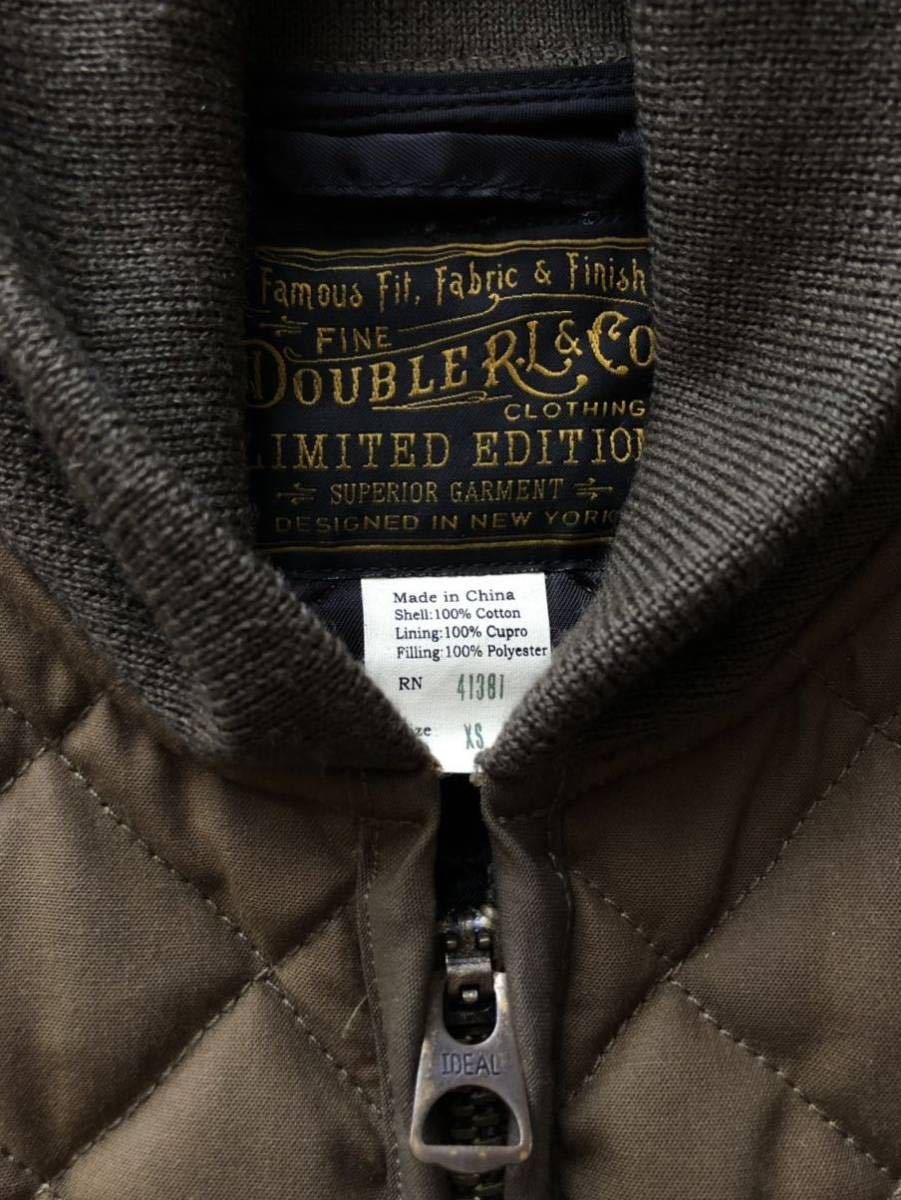 Famous Fit, Fabric & Finish
FINE
DOUBLE RL & Co
CLOTHING
LIMITED EDITION
SUPERIOR GARMENT
DESIGNED IN NEW YORK
Made in China
Shell:100% Cotton
Lining:100% Cupro
Filling:100% Polyester
RN 41381
ze XS
IDEAL